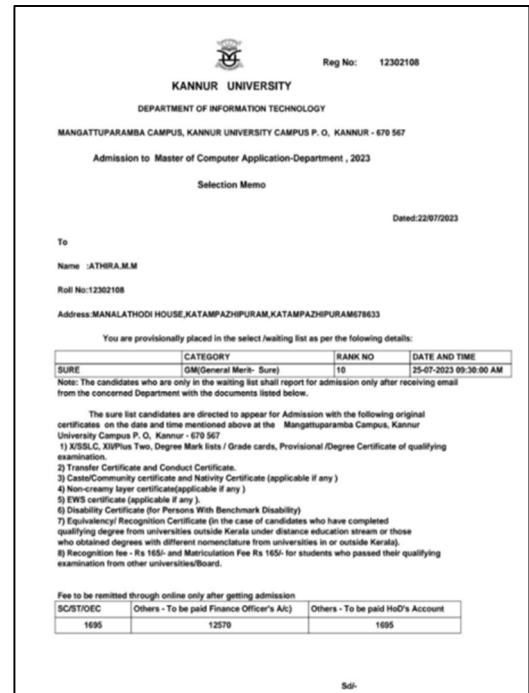 Reg No: 12302108
KANNUR UNIVERSITY
DEPARTMENT OF INFORMATION TECHNOLOGY
MANGATTUPARAMBA CAMPUS, KANNUR UNIVERSITY CAMPUS P. O, KANNUR - 670 567
Admission to Master of Computer Application-Department , 2023
Selection Memo
Dated:22/07/2023
To
Name :ATHIRA.M.M
Roll No:12302108
Address:MANALATHODI HOUSE,KATAMPAZHIPURAM,KATAMPAZHIPURAM678633
You are provisionally placed in the select /waiting list as per the following details:
CATEGORY RANK NO DATE AND TIME
SURE GM(General Merit- Sure) 10 25-07-2023 09:30:00 AM
Note: The candidates who are only in the waiting list shall report for admission only after receiving email
from the concerned Department with the documents listed below.
The sure list candidates are directed to appear for Admission with the following original
certificates on the date and time mentioned above at the Mangattuparamba Campus, Kannur
University Campus P. O, Kannur - 670 567
1) X/SSLC, XII/Plus Two, Degree Mark lists / Grade cards, Provisional /Degree Certificate of qualifying
examination.
2) Transfer Certificate and Conduct Certificate.
3) Caste/Community certificate and Nativity Certificate (applicable if any )
4) Non-creamy layer certificate(applicable if any )
5) EWS certificate (applicable if any ).
6) Disability Certificate (for Persons With Benchmark Disability)
7) Equivalency/ Recognition Certificate (in the case of candidates who have completed
qualifying degree from universities outside Kerala under distance education stream or those
who obtained degrees with different nomenclature from universities in or outside Kerala).
8) Recognition fee - Rs 165/- and Matriculation Fee Rs 165/- for students who passed their qualifying
examination from other universities/Board.
Fee to be remitted through online only after getting admission
SC/ST/OEC Others - To be paid Finance Officer's A/c) Others - To be paid HoD's Account
1695 12570 1695
Sd/-